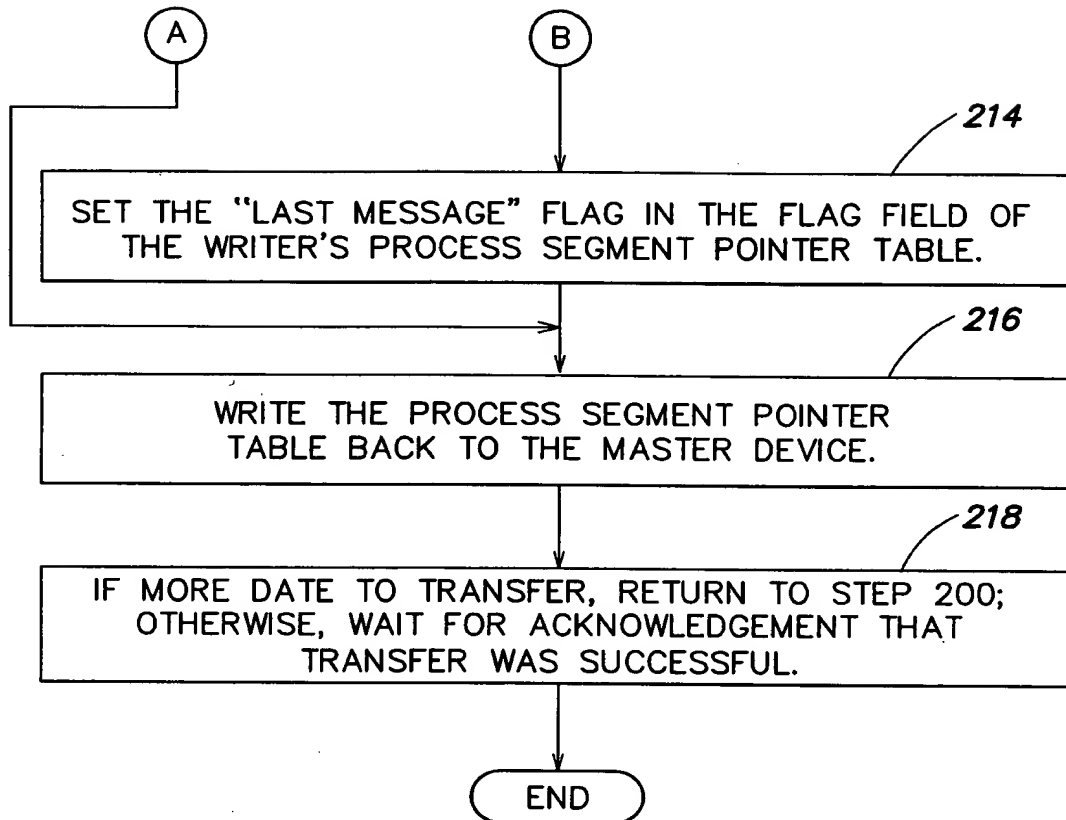 A
B
214
SET THE “LAST MESSAGE” FLAG IN THE FLAG FIELD OF
THE WRITER'S PROCESS SEGMENT POINTER TABLE.
216
WRITE THE PROCESS SEGMENT POINTER
TABLE BACK TO THE MASTER DEVICE.
218
IF MORE DATE TO TRANSFER, RETURN TO STEP 200;
OTHERWISE, WAIT FOR ACKNOWLEDGEMENT THAT
TRANSFER WAS SUCCESSFUL.
END